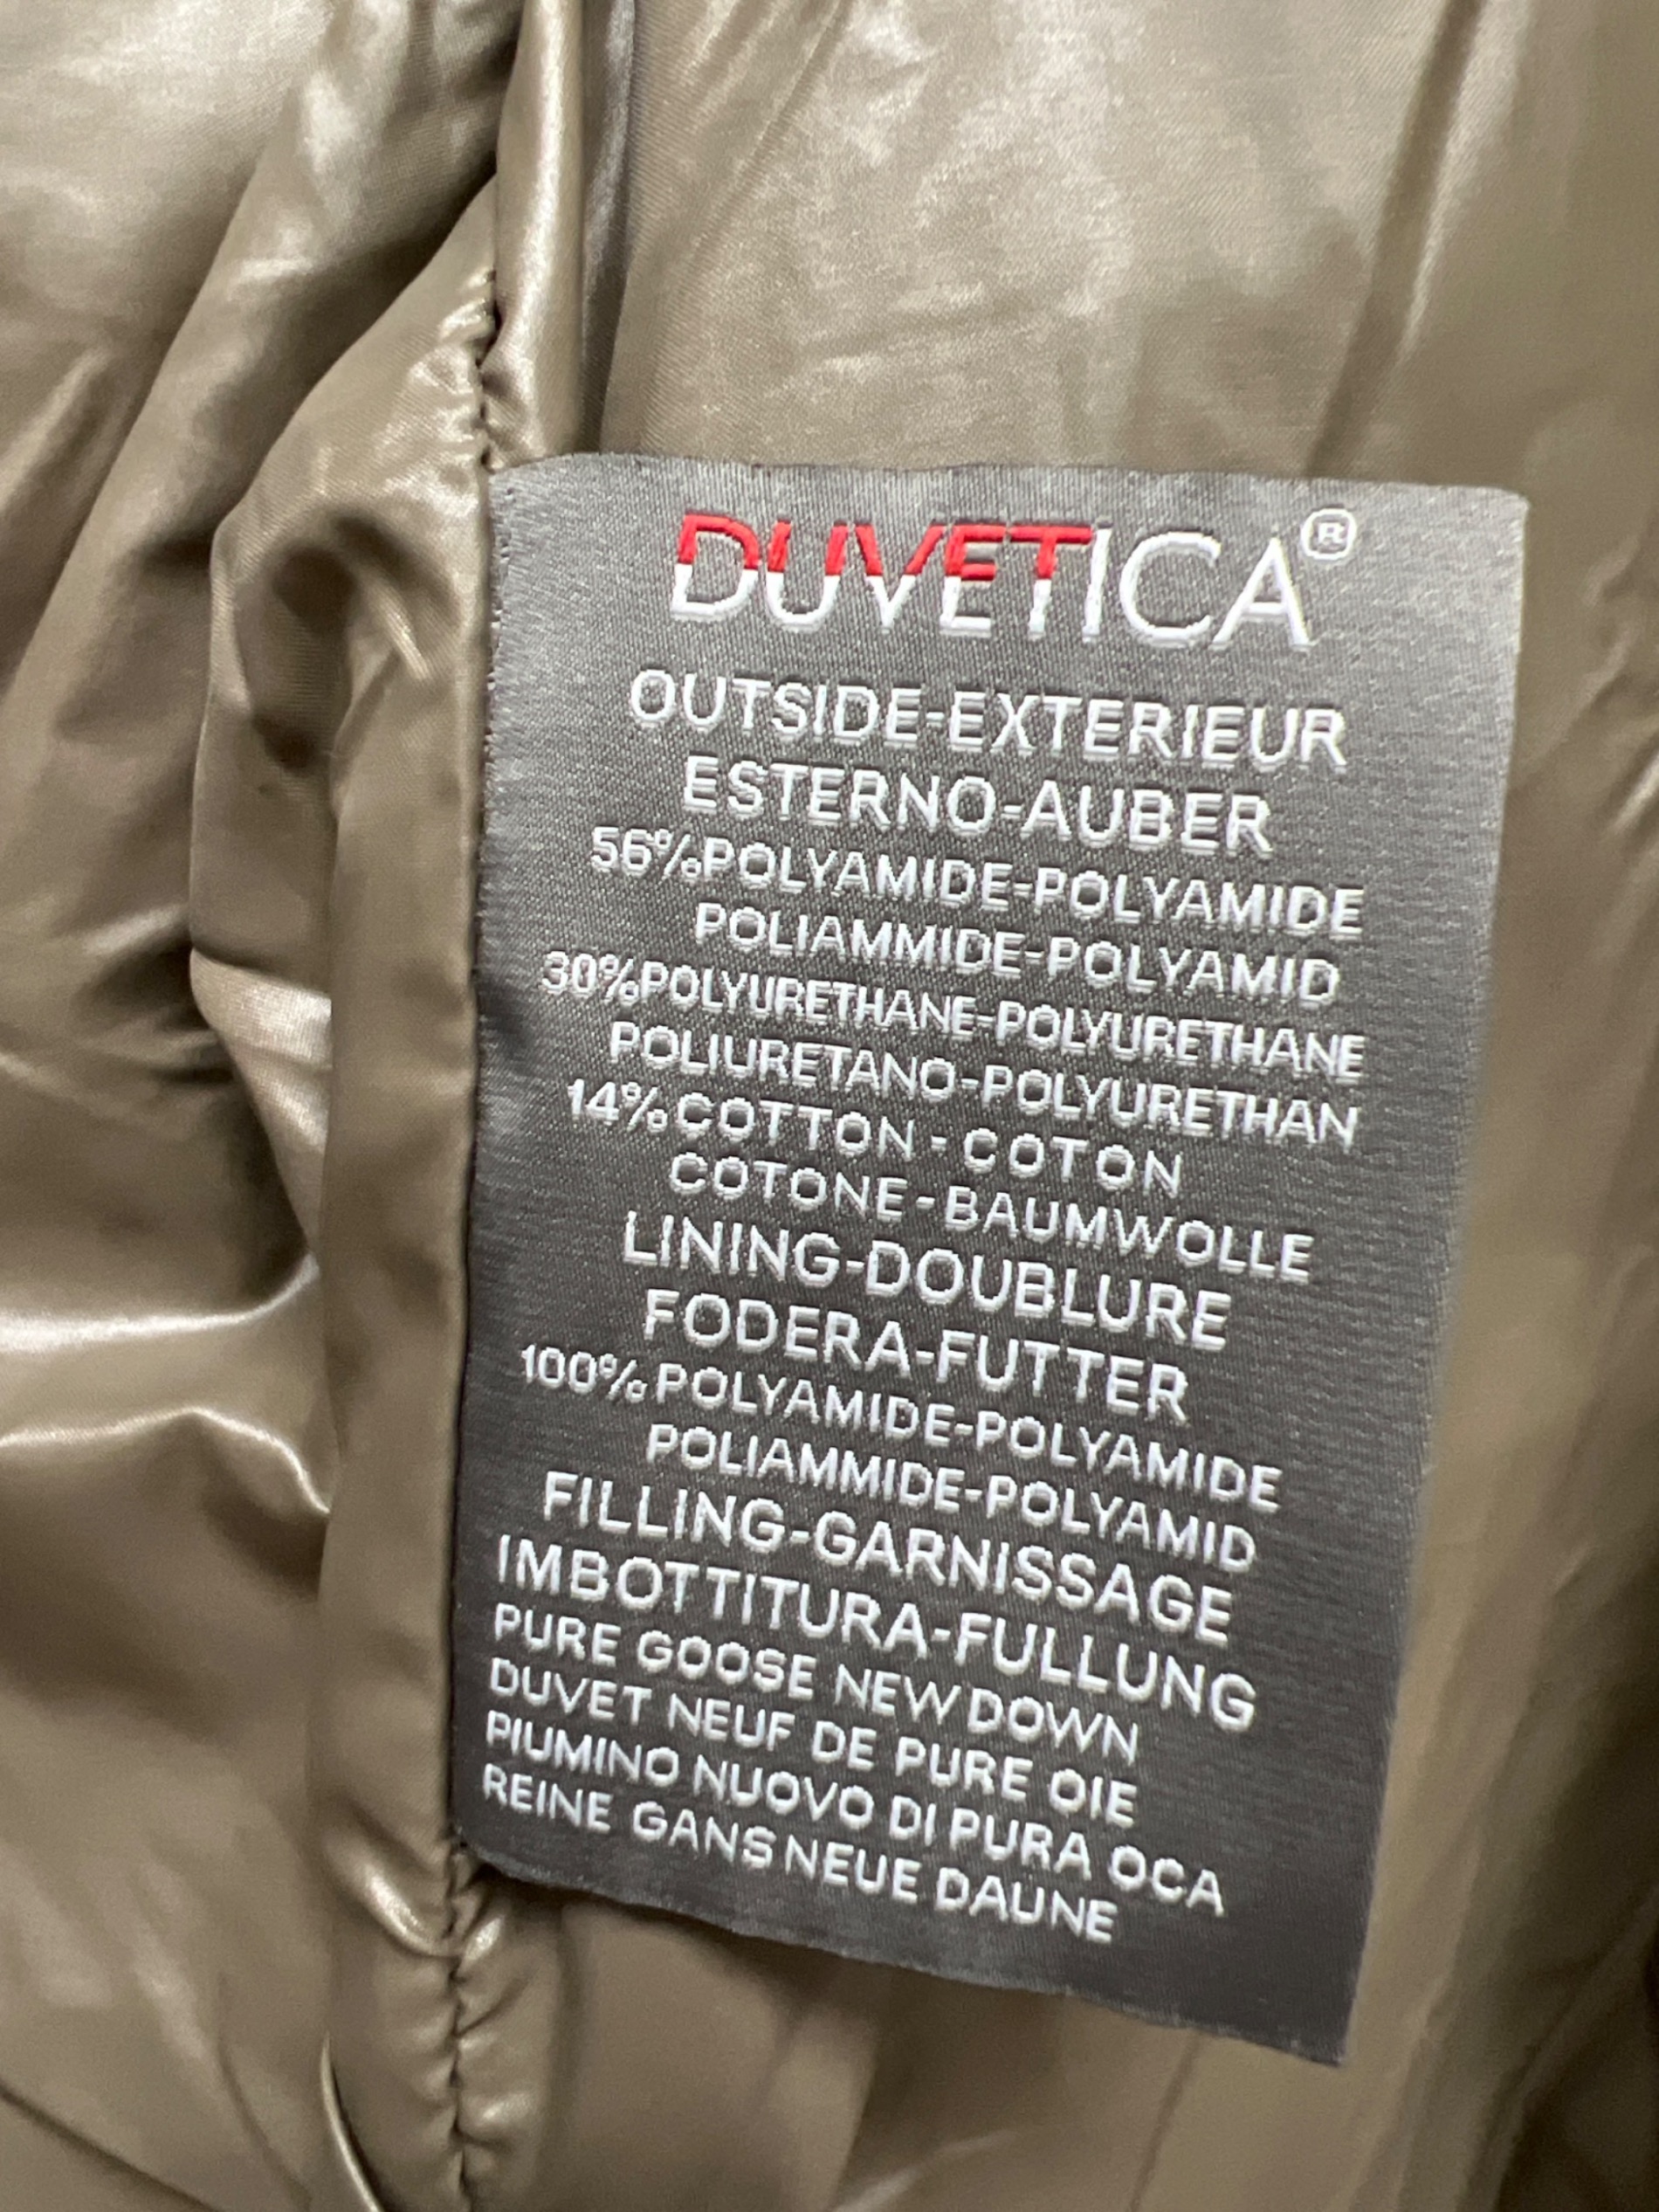 DUVETICA®
OUTSIDE-EXTERIEUR
ESTERNO-AUBER
56%POLYAMIDE-POLYAMIDE
POLIAMMIDE-POLYAMID
30%POLYURETHANE-POLYURETHANE
POLIURETANO-POLYURETHAN
14%COTTON-COTON
COTONE-BAUMWOLLE
LINING-DOUBLURE
FODERA-FUTTER
100%POLYAMIDE-POLYAMIDE
POLIAMMIDE-POLYAMID
FILLING-GARNISSAGE
IMBOTTITURA-FULLUNG
PURE GOOSE NEW DOWN
DUVET NEUF DE PURE OIE
PIUMINO NUOVO DI PURA OCA
REINE GANS NEUE DAUNE